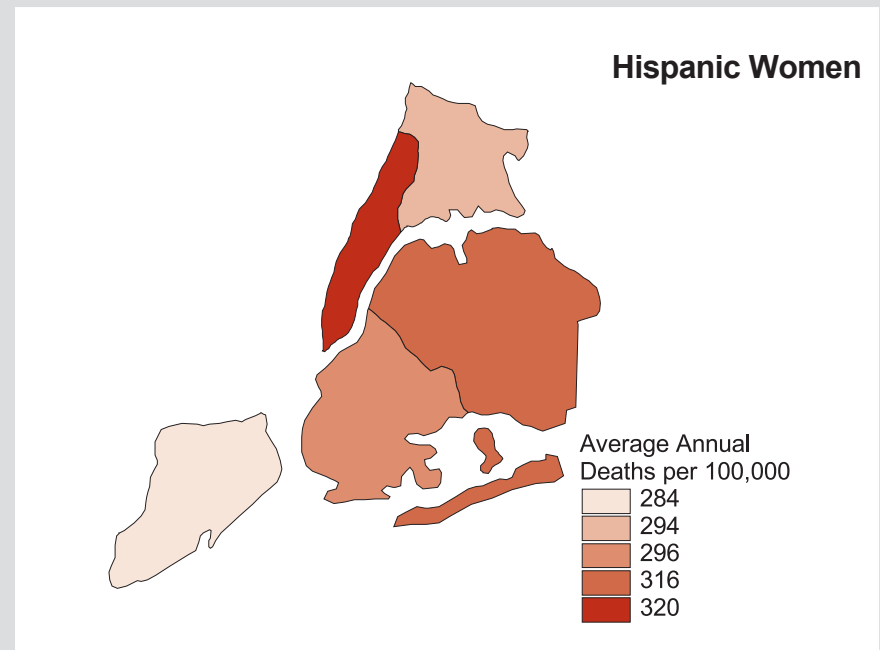 Hispanic Women
Average Annual
Deaths per 100,000
284
294
296
316
320